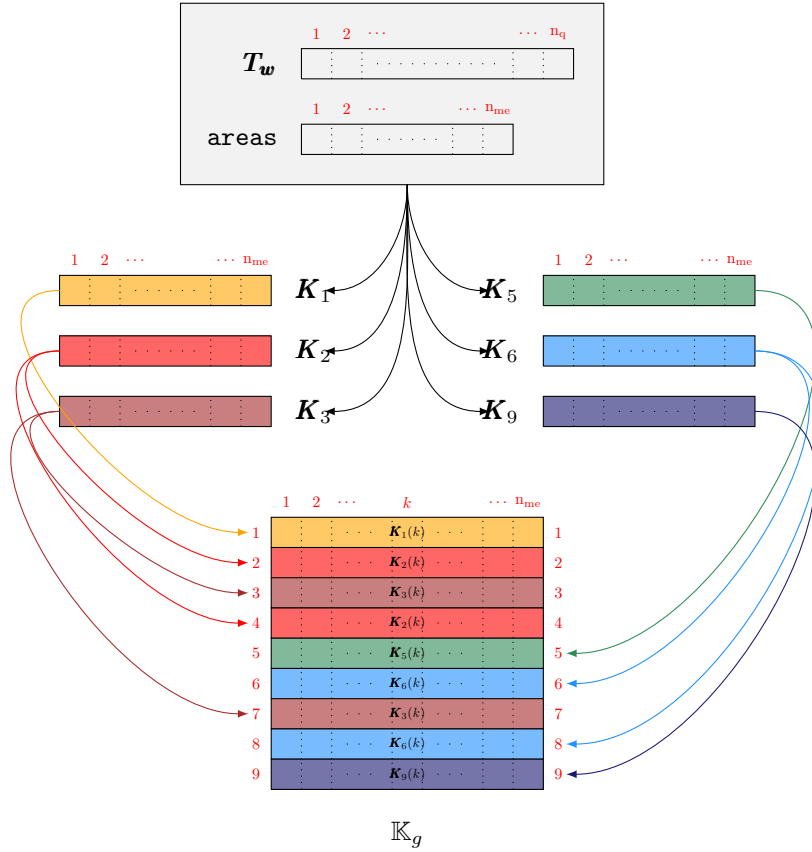 1 2 ⋯ ⋯ n_q
T_w
1 2 ⋯ ⋯ n_me
areas
1 2 ⋯ ⋯ n_me
1 2 ⋯ ⋯ n_me
K_1
K_5
K_2
K_6
K_3
K_9
1 2 ⋯ k ⋯ n_me
1 K_1(k) 1
2 K_2(k) 2
3 K_3(k) 3
4 K_2(k) 4
5 K_5(k) 5
6 K_6(k) 6
7 K_3(k) 7
8 K_6(k) 8
9 K_9(k) 9
𝕂_g